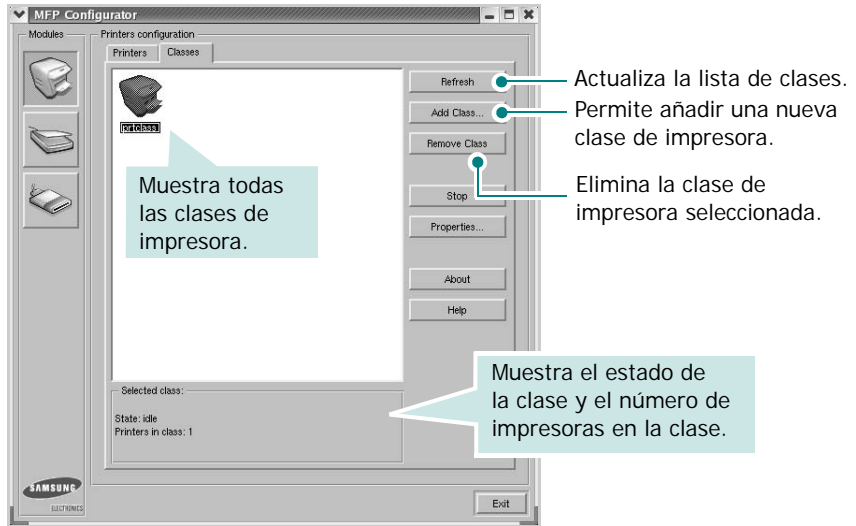 MFP Configurator
Modules
Printers configuration
Printers
Classes
prtclass
Refresh
Add Class...
Remove Class
Stop
Properties...
About
Help
Actualiza la lista de clases.
Permite añadir una nueva
clase de impresora.
Elimina la clase de
impresora seleccionada.
Muestra todas
las clases de
impresora.
Selected class:
State: idle
Printers in class: 1
Muestra el estado de
la clase y el número de
impresoras en la clase.
SAMSUNG
ELECTRONICS
Exit